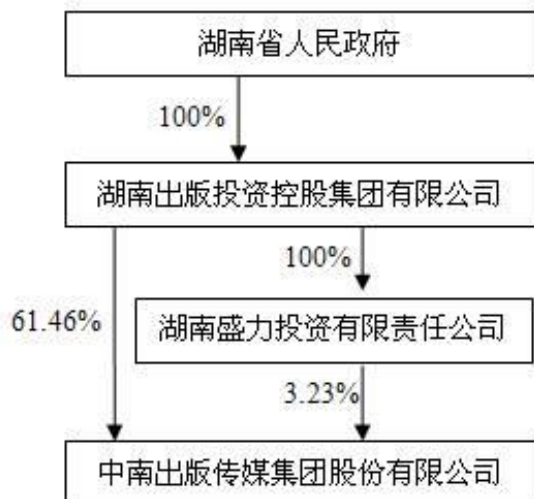 湖南省人民政府
100%
湖南出版投资控股集团有限公司
100%
61.46%
湖南盛力投资有限责任公司
3.23%
中南出版传媒集团股份有限公司